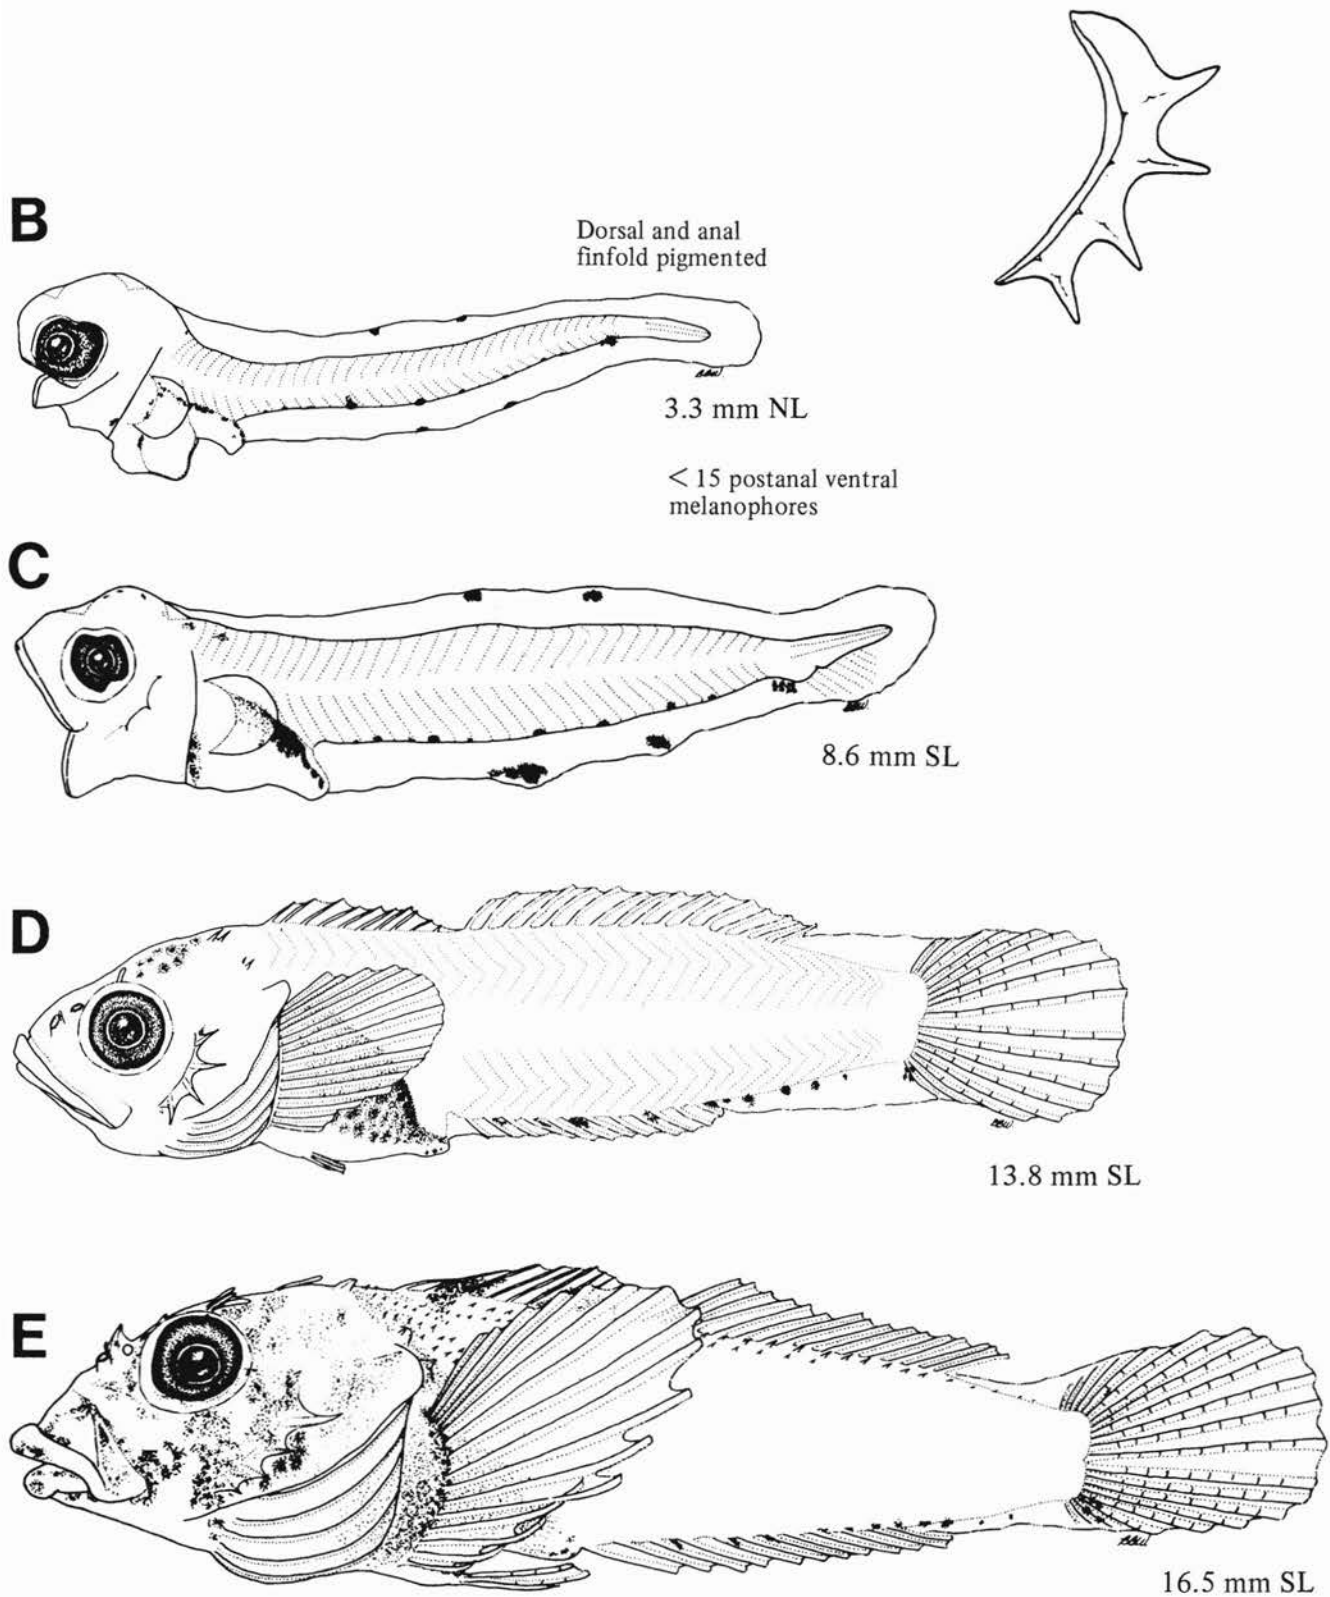 B
Dorsal and anal
finfold pigmented
3.3 mm NL
< 15 postanal ventral
melanophores
C
8.6 mm SL
D
13.8 mm SL
E
16.5 mm SL